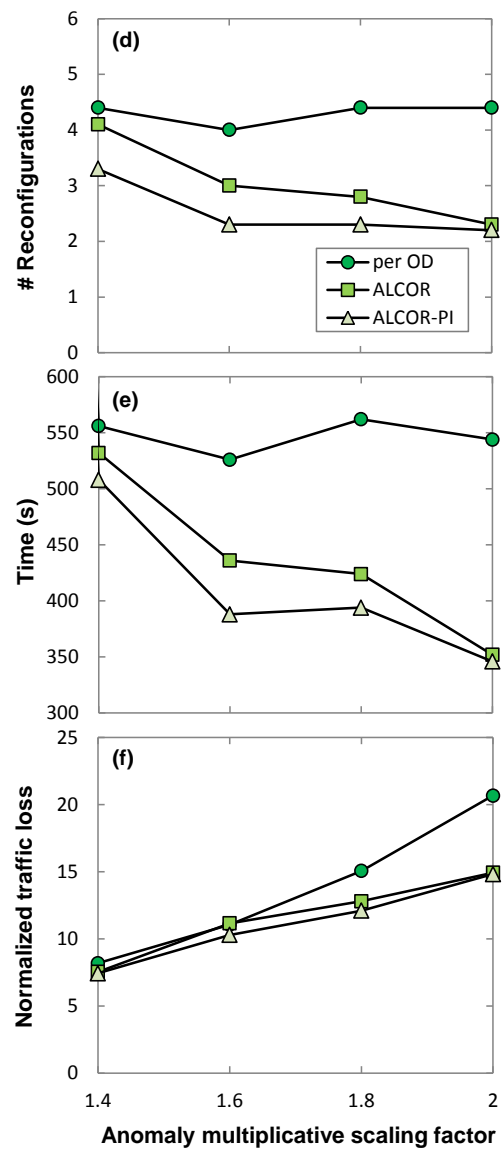 (d)
# Reconfigurations
6
5
4
3
2
1
0
per OD
ALCOR
ALCOR-PI
(e)
Time (s)
600
550
500
450
400
350
300
(f)
Normalized traffic loss
25
20
15
10
5
0
1.4 1.6 1.8 2
Anomaly multiplicative scaling factor